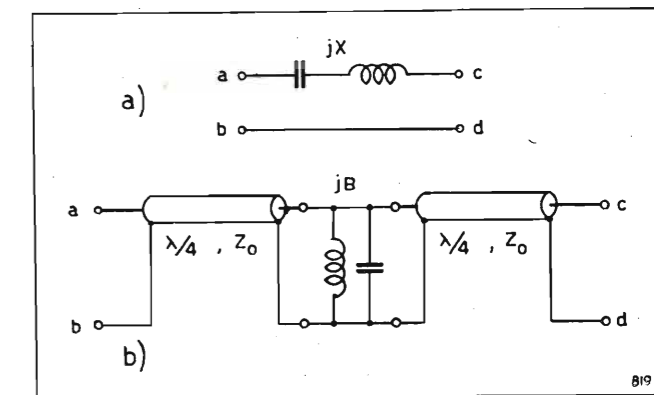 jX
a c
a)
b d
jB
a c
λ/4 , Z₀ λ/4 , Z₀
b d
b)
819